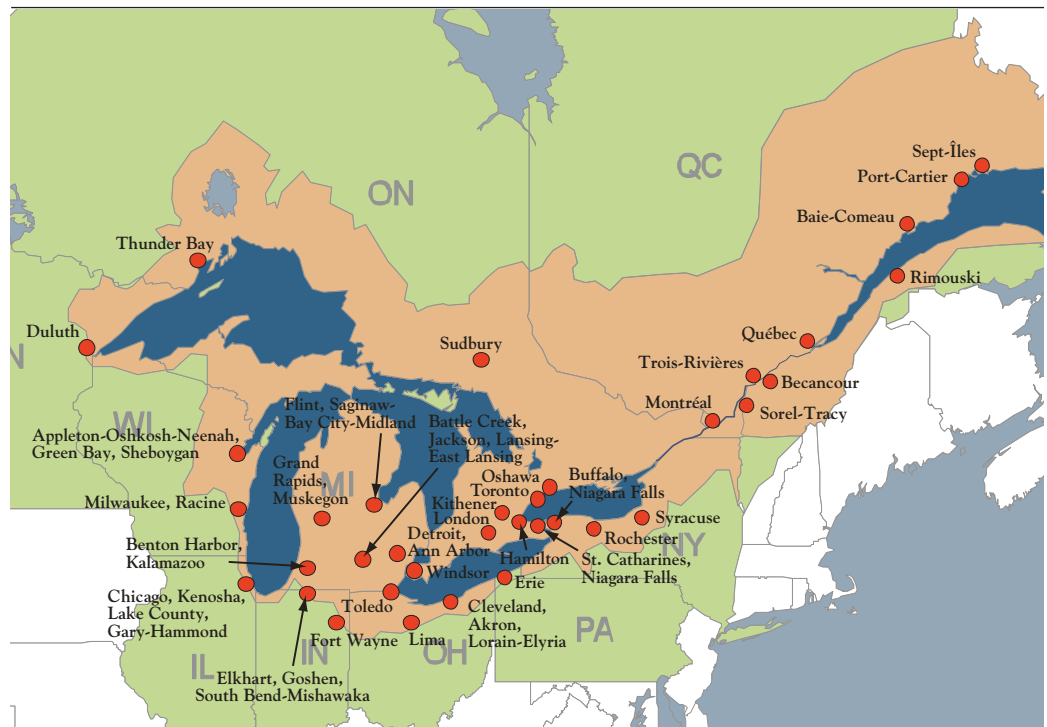 Sept-Îles
Port-Cartier
QC
ON
Baie-Comeau
Thunder Bay
Rimouski
Duluth
Québec
Sudbury
N
Trois-Rivières
Becancour
Montréal
Sorel-Tracy
WI
Flint, Saginaw-
Bay City-Midland
Battle Creek,
Jackson, Lansing-
East Lansing
Appleton-Oshkosh-Neenah,
Green Bay, Sheboygan
Grand
Rapids,
Muskegon
MI
Oshawa
Toronto
Kithener
London
Buffalo,
Niagara Falls
Milwaukee, Racine
Syracuse
Rochester
NY
Detroit,
Ann Arbor
Hamilton
St. Catharines,
Niagara Falls
Benton Harbor,
Kalamazoo
Windsor
Erie
Chicago, Kenosha,
Lake County,
Gary-Hammond
Toledo
Cleveland,
Akron,
Lorain-Elyria
PA
Fort Wayne
Lima
IL
IN
OH
Elkhart, Goshen,
South Bend-Mishawaka